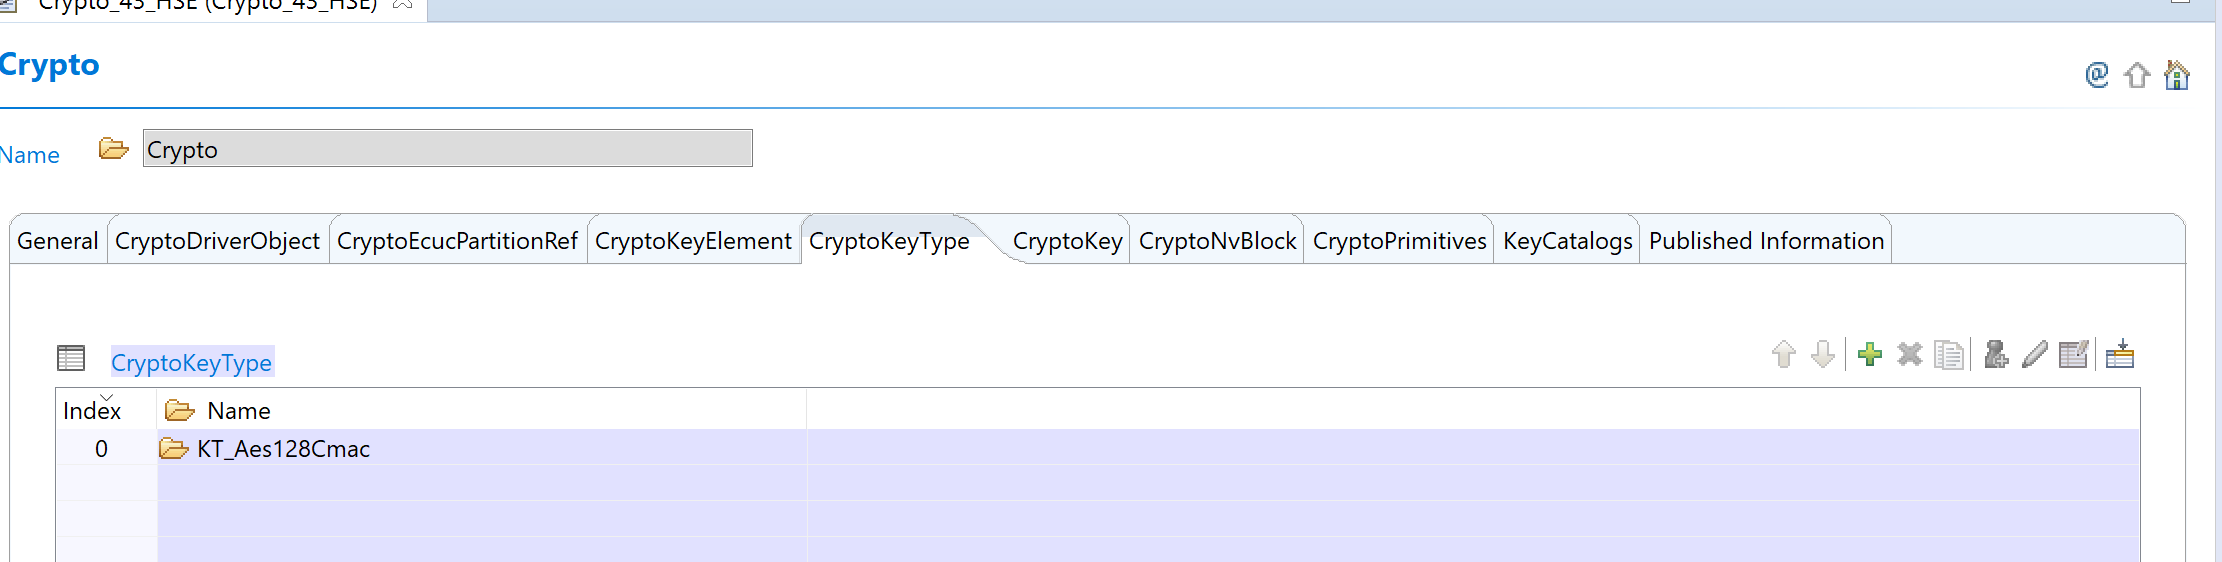 Crypto_43_HSE (Crypto_43_HSE)
Crypto
Name Crypto
General CryptoDriverObject CryptoEcucPartitionRef CryptoKeyElement CryptoKeyType CryptoKey CryptoNvBlock CryptoPrimitives KeyCatalogs Published Information
CryptoKeyType
Index Name
0 KT_Aes128Cmac